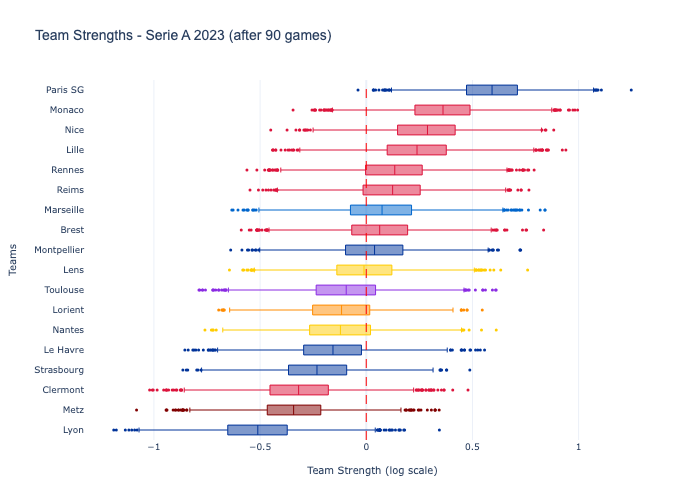 Team Strengths - Serie A 2023 (after 90 games)
Paris SG
Monaco
Nice
Lille
Rennes
Reims
Marseille
Brest
Montpellier
Lens
Toulouse
Lorient
Nantes
Le Havre
Strasbourg
Clermont
Metz
Lyon
Teams
−1
−0.5
0
0.5
1
Team Strength (log scale)